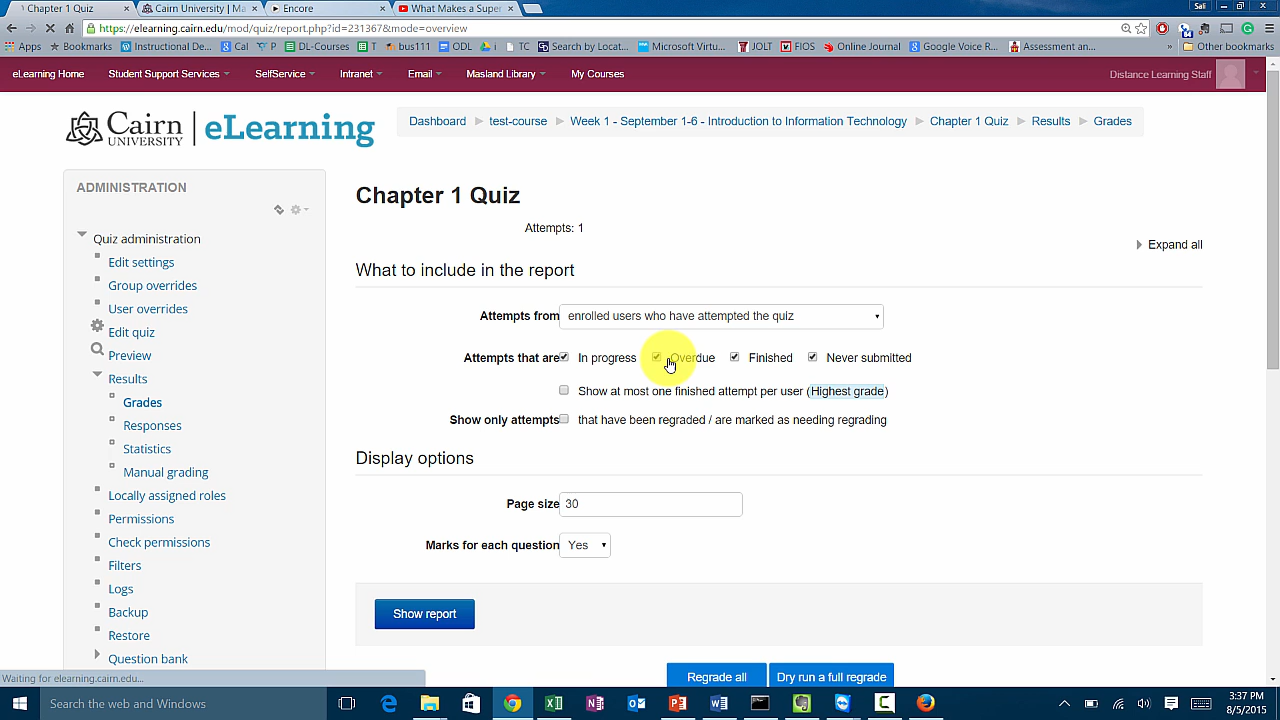 Chapter 1 Quiz
Cairn University | Ma
Encore
What Makes a Super
Sali
https://elearning.cairn.edu/mod/quiz/report.php?id=231367&mode=overview
Apps
Bookmarks
Instructional De...
Cal
P
DL-Courses
T
bus111
ODL
i
TC
Search by Locat...
Microsoft Virtu...
JOLT
FIOS
Online Journal
Google Voice R...
Assessment an...
»
Other bookmarks
eLearning Home
Student Support Services
SelfService
Intranet
Email
Masland Library
My Courses
Distance Learning Staff
Cairn UNIVERSITY | eLearning
Dashboard
test-course
Week 1 - September 1-6 - Introduction to Information Technology
Chapter 1 Quiz
Results
Grades
ADMINISTRATION
Quiz administration
Edit settings
Group overrides
User overrides
Edit quiz
Preview
Results
Grades
Responses
Statistics
Manual grading
Locally assigned roles
Permissions
Check permissions
Filters
Logs
Backup
Restore
Question bank
Chapter 1 Quiz
Attempts: 1
Expand all
What to include in the report
Attempts from enrolled users who have attempted the quiz
Attempts that are In progress Overdue Finished Never submitted
Show at most one finished attempt per user (Highest grade)
Show only attempts that have been regraded / are marked as needing regrading
Display options
Page size 30
Marks for each question Yes
Show report
Regrade all
Dry run a full regrade
Waiting for elearning.cairn.edu...
Search the web and Windows
3:37 PM
8/5/2015